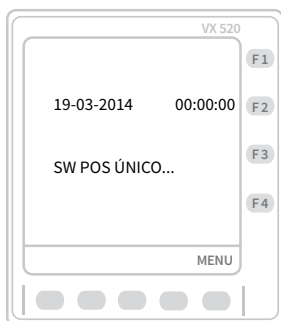 VX 520
F1
19-03-2014 00:00:00 F2
F3
SW POS ÚNICO...
F4
MENU